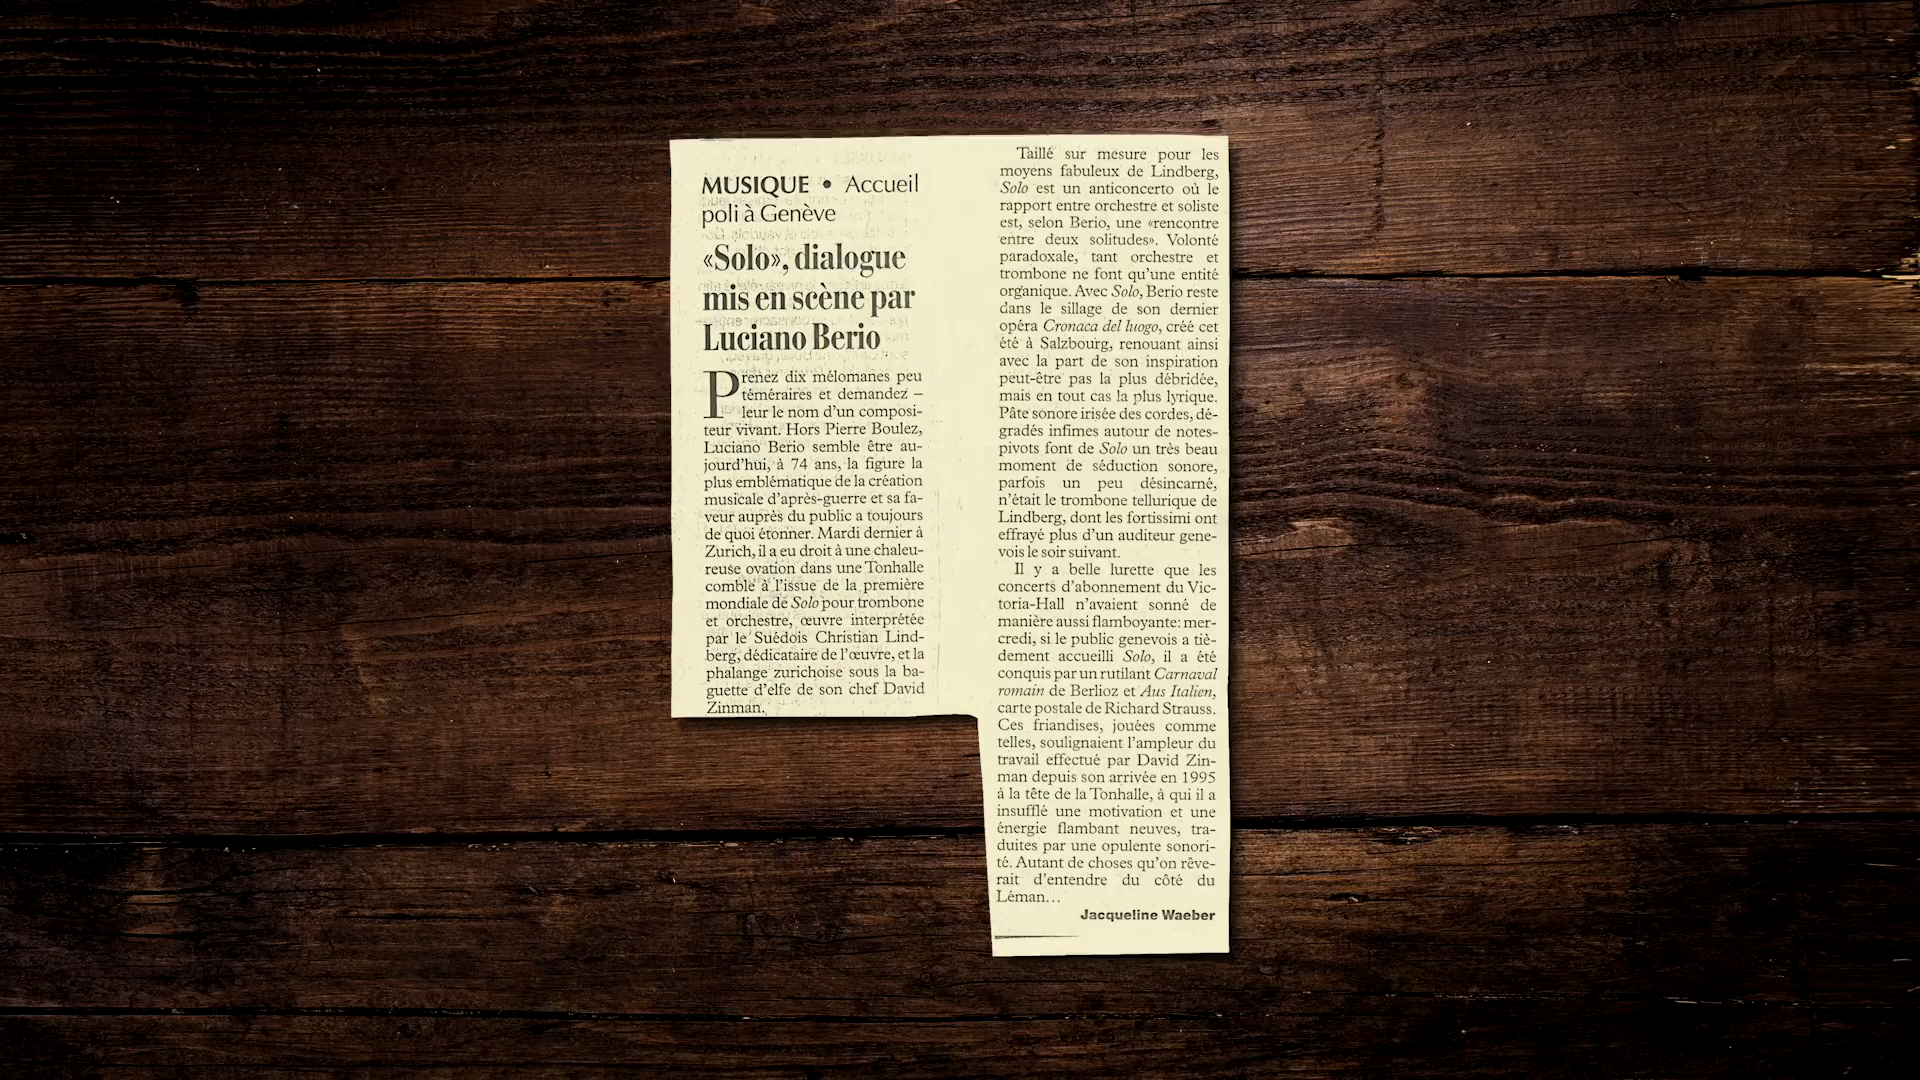 MUSIQUE • Accueil
poli à Genève
«Solo», dialogue
mis en scène par
Luciano Berio
Prenez dix mélomanes peu
téméraires et demandez –
leur le nom d'un composi-
teur vivant. Hors Pierre Boulez,
Luciano Berio semble être au-
jourd'hui, à 74 ans, la figure la
plus emblématique de la création
musicale d'après-guerre et sa fa-
veur auprès du public a toujours
de quoi étonner. Mardi dernier à
Zurich, il a eu droit à une chaleu-
reuse ovation dans une Tonhalle
comble à l'issue de la première
mondiale de Solo pour trombone
et orchestre, œuvre interprétée
par le Suédois Christian Lind-
berg, dédicataire de l'œuvre, et la
phalange zurichoise sous la ba-
guette d'elfe de son chef David
Zinman.
Taillé sur mesure pour les
moyens fabuleux de Lindberg,
Solo est un anticoncerto où le
rapport entre orchestre et soliste
est, selon Berio, une «rencontre
entre deux solitudes». Volonté
paradoxale, tant orchestre et
trombone ne font qu'une entité
organique. Avec Solo, Berio reste
dans le sillage de son dernier
opéra Cronaca del luogo, créé cet
été à Salzbourg, renouant ainsi
avec la part de son inspiration
peut-être pas la plus débridée,
mais en tout cas la plus lyrique.
Pâte sonore irisée des cordes, dé-
gradés infimes autour de notes-
pivots font de Solo un très beau
moment de séduction sonore,
parfois un peu désincarné,
n'était le trombone tellurique de
Lindberg, dont les fortissimi ont
effrayé plus d'un auditeur gene-
vois le soir suivant.
Il y a belle lurette que les
concerts d'abonnement du Vic-
toria-Hall n'avaient sonné de
manière aussi flamboyante: mer-
credi, si le public genevois a tiè-
dement accueilli Solo, il a été
conquis par un rutilant Carnaval
romain de Berlioz et Aus Italien,
carte postale de Richard Strauss.
Ces friandises, jouées comme
telles, soulignaient l'ampleur du
travail effectué par David Zin-
man depuis son arrivée en 1995
à la tête de la Tonhalle, à qui il a
insufflé une motivation et une
énergie flambant neuves, tra-
duites par une opulente sonori-
té. Autant de choses qu'on rêve-
rait d'entendre du côté du
Léman…
Jacqueline Waeber